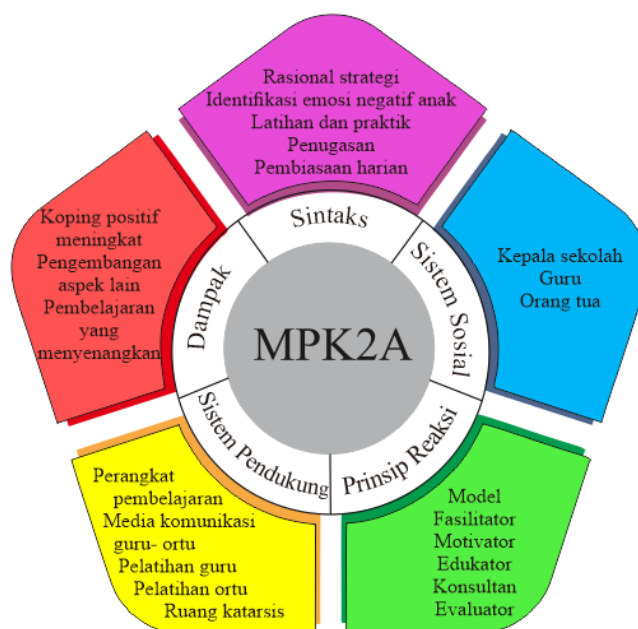 Rasional strategi
Identifikasi emosi negatif anak
Latihan dan praktik
Penugasan
Pembiasaan harian
Sintaks
Kepala sekolah
Guru
Orang tua
Sistem Sosial
Model
Fasilitator
Motivator
Edukator
Konsultan
Evaluator
Prinsip Reaksi
Perangkat
pembelajaran
Media komunikasi
guru- ortu
Pelatihan guru
Pelatihan ortu
Ruang katarsis
Sistem Pendukung
Koping positif
meningkat
Pengembangan
aspek lain
Pembelajaran
yang
menyenangkan
Dampak
MPK2A